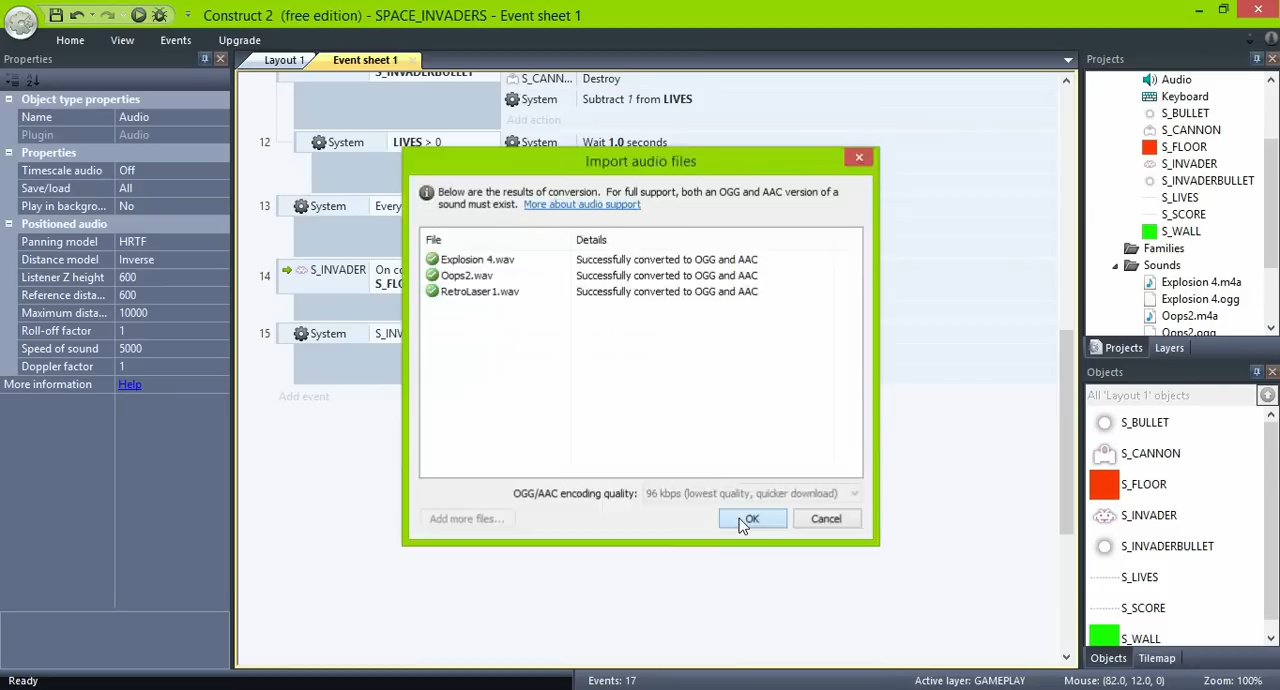 Construct 2 (free edition) - SPACE_INVADERS - Event sheet 1
Home View Events Upgrade
Properties
Object type properties
Name Audio
Plugin Audio
Properties
Timescale audio Off
Save/load All
Play in backgro... No
Positioned audio
Panning model HRTF
Distance model Inverse
Listener Z height 600
Reference dista... 600
Maximum dista... 10000
Roll-off factor 1
Speed of sound 5000
Doppler factor 1
More information Help
Layout 1 Event sheet 1
S_INVADERBULLET
S_CANN... Destroy
System Subtract 1 from LIVES
Add action
12 System LIVES > 0 System Wait 1.0 seconds
13 System Every
14 S_INVADER On co
S_FLO
15 System S_INV
Add event
Import audio files
Below are the results of conversion. For full support, both an OGG and AAC version of a
sound must exist. More about audio support
File Details
Explosion 4.wav Successfully converted to OGG and AAC
Oops2.wav Successfully converted to OGG and AAC
RetroLaser1.wav Successfully converted to OGG and AAC
OGG/AAC encoding quality: 96 kbps (lowest quality, quicker download)
Add more files... OK Cancel
Projects
Audio
Keyboard
S_BULLET
S_CANNON
S_FLOOR
S_INVADER
S_INVADERBULLET
S_LIVES
S_SCORE
S_WALL
Families
Sounds
Explosion 4.m4a
Explosion 4.ogg
Oops2.m4a
Oops2.ogg
Projects Layers
Objects
All 'Layout 1' objects
S_BULLET
S_CANNON
S_FLOOR
S_INVADER
S_INVADERBULLET
S_LIVES
S_SCORE
S_WALL
Objects Tilemap
Ready Events: 17 Active layer: GAMEPLAY Mouse: (82.0, 12.0, 0) Zoom: 100%